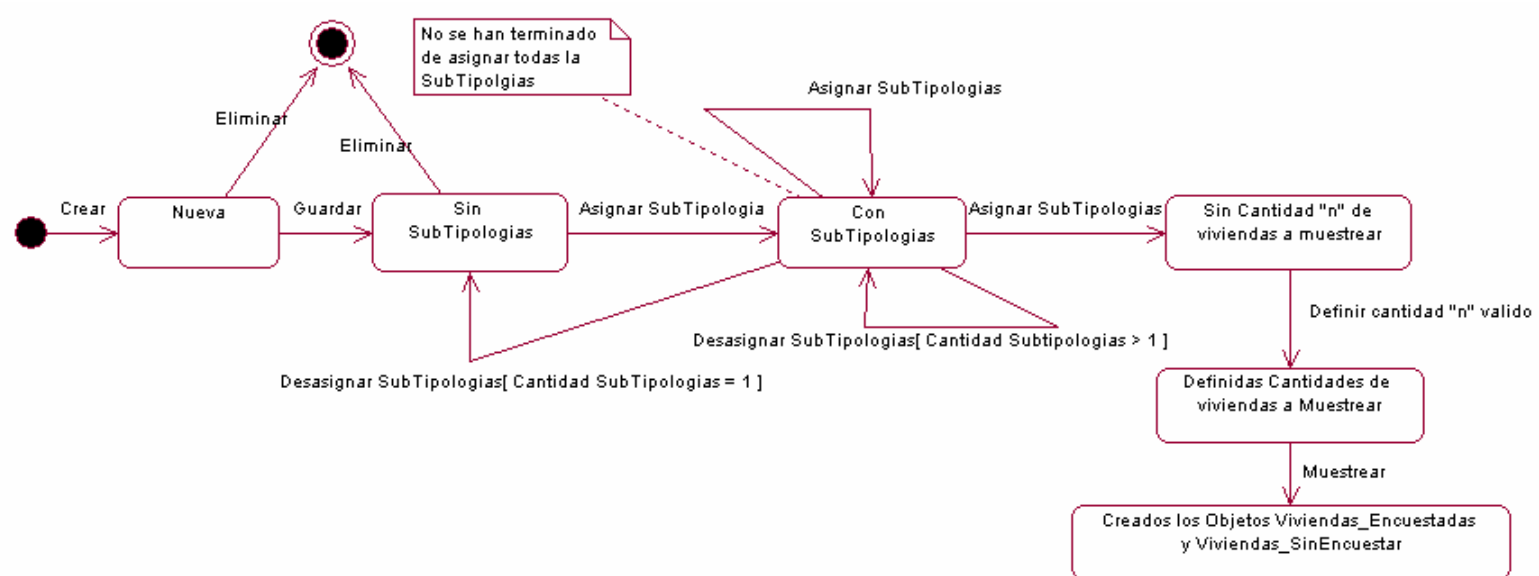 No se han terminado
de asignar todas la
SubTipolgias
Asignar SubTipologias
Eliminar
Eliminar
Crear
Nueva
Guardar
Sin
SubTipologias
Asignar SubTipologia
Con
SubTipologias
Asignar SubTipologias
Sin Cantidad "n" de
viviendas a muestrear
Definir cantidad "n" valido
Desasignar SubTipologias[ Cantidad Subtipologias > 1 ]
Desasignar SubTipologias[ Cantidad SubTipologias = 1 ]
Definidas Cantidades de
viviendas a Muestrear
Muestrear
Creados los Objetos Viviendas_Encuestadas
y Viviendas_SinEncuestar